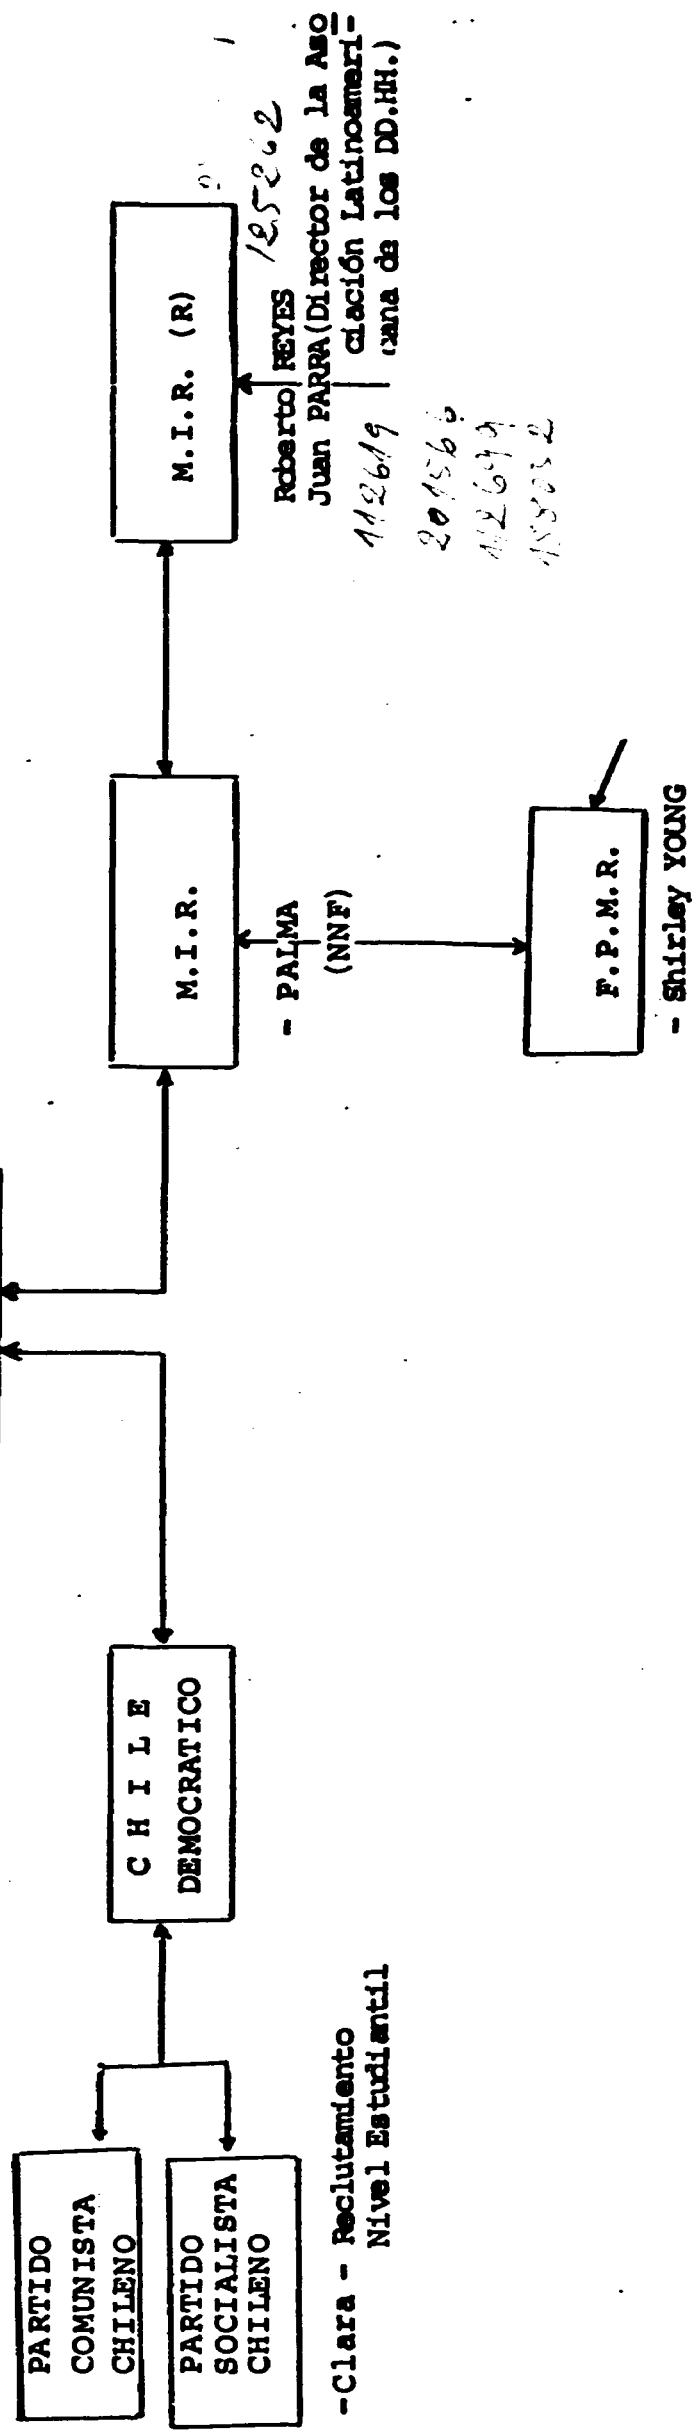 PARTIDO
COMUNISTA
CHILENO
PARTIDO
SOCIALISTA
CHILENO
-Clara - Reclutamiento
Nivel Estudiantil
C H I L E
DEMOCRATICO
M.I.R.
- PALMA
(NNF)
F.P.M.R.
- Shirley YOUNG
M.I.R. (R)
125262
Roberto REYES
Juan PARRA(Director de la Aso
ciación Latinoameri-
cana de los DD.HH.)
112619